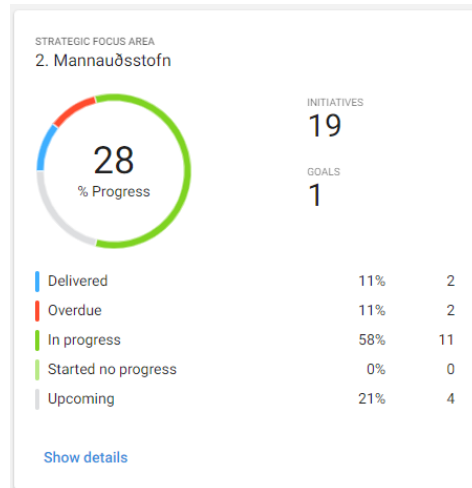 STRATEGIC FOCUS AREA
2. Mannauðsstofn
28
% Progress
INITIATIVES
19
GOALS
1
Delivered 11% 2
Overdue 11% 2
In progress 58% 11
Started no progress 0% 0
Upcoming 21% 4
Show details